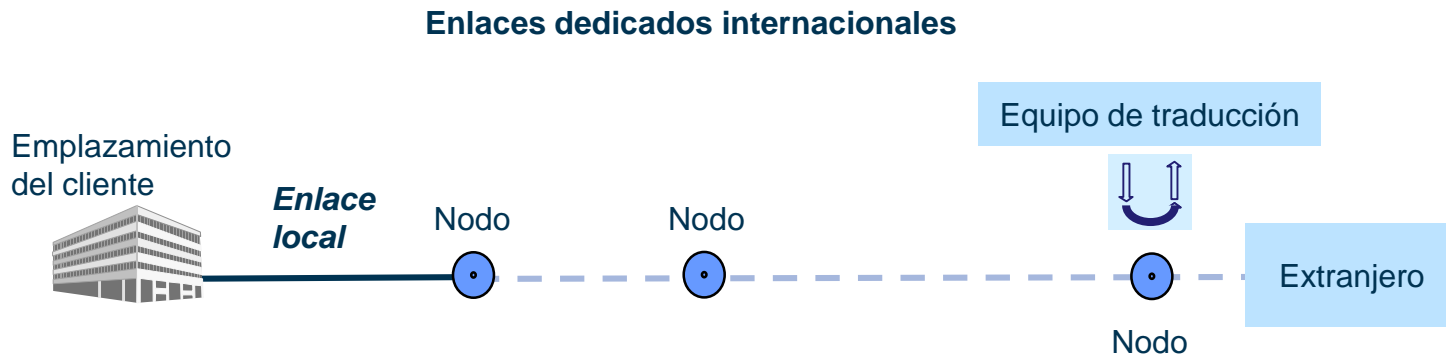 Enlaces dedicados internacionales
Equipo de traducción
Emplazamiento
del cliente
Enlace
local
Nodo
Nodo
Extranjero
Nodo